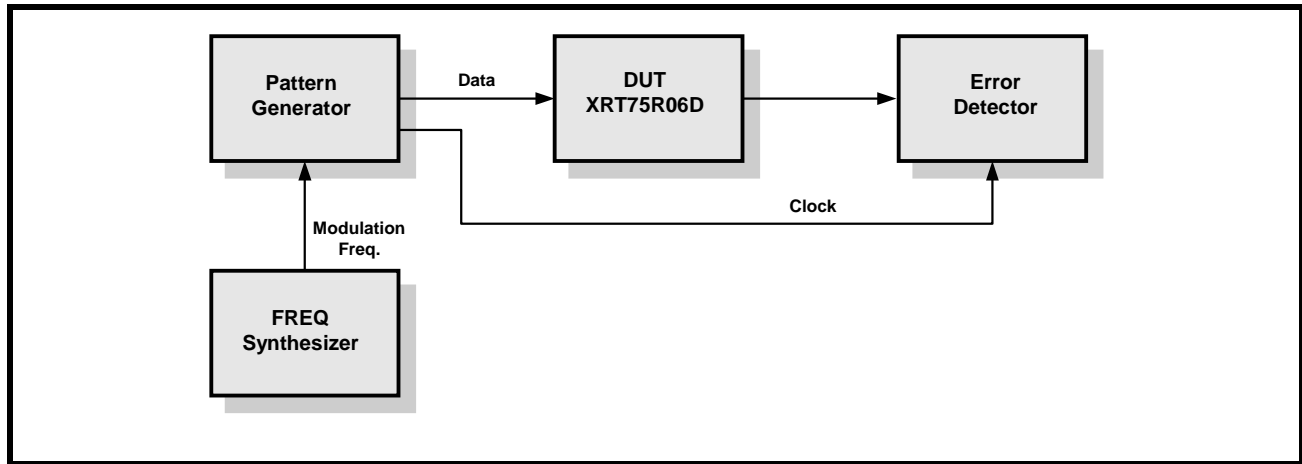 Pattern
Generator
Data
DUT
XRT75R06D
Error
Detector
Clock
Modulation
Freq.
FREQ
Synthesizer